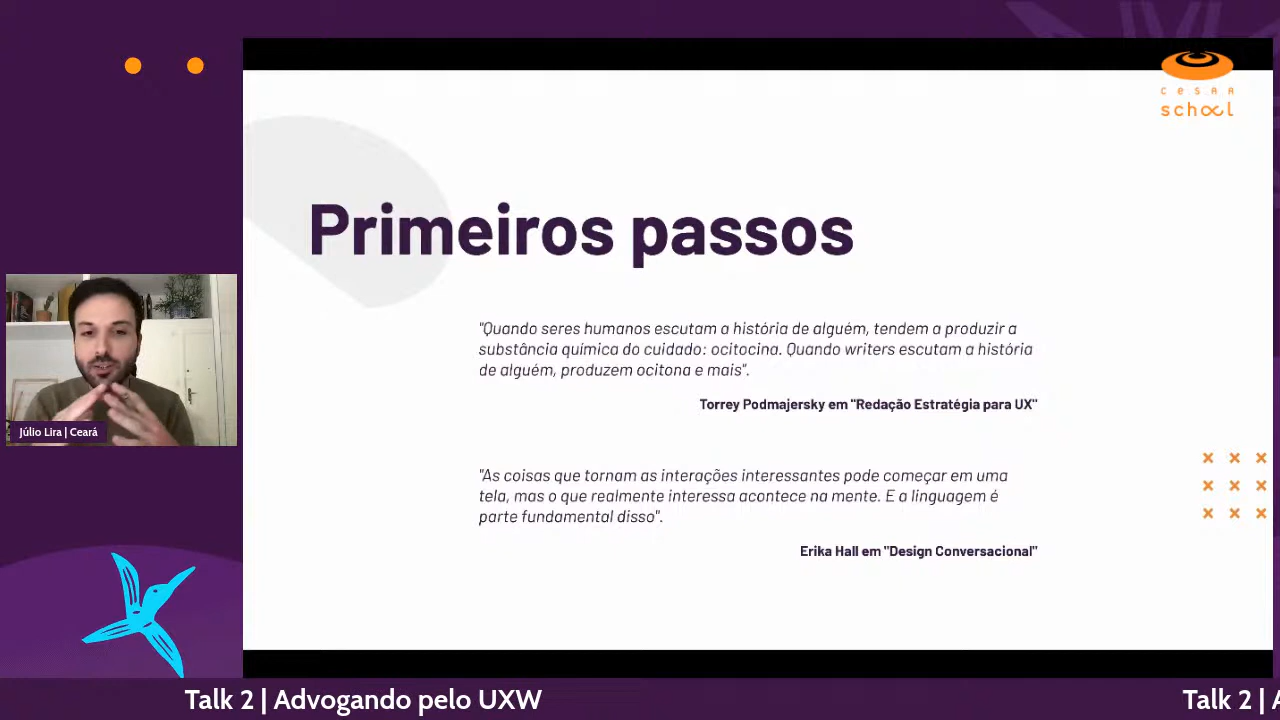 cesar
school
Primeiros passos
"Quando seres humanos escutam a história de alguém, tendem a produzir a
substância química do cuidado: ocitocina. Quando writers escutam a história
de alguém, produzem ocitona e mais".
Torrey Podmajersky em "Redação Estratégia para UX"
Júlio Lira | Ceará
"As coisas que tornam as interações interessantes pode começar em uma
tela, mas o que realmente interessa acontece na mente. E a linguagem é
parte fundamental disso".
Erika Hall em "Design Conversacional"
Talk 2 | Advogando pelo UXW
Talk 2 | A